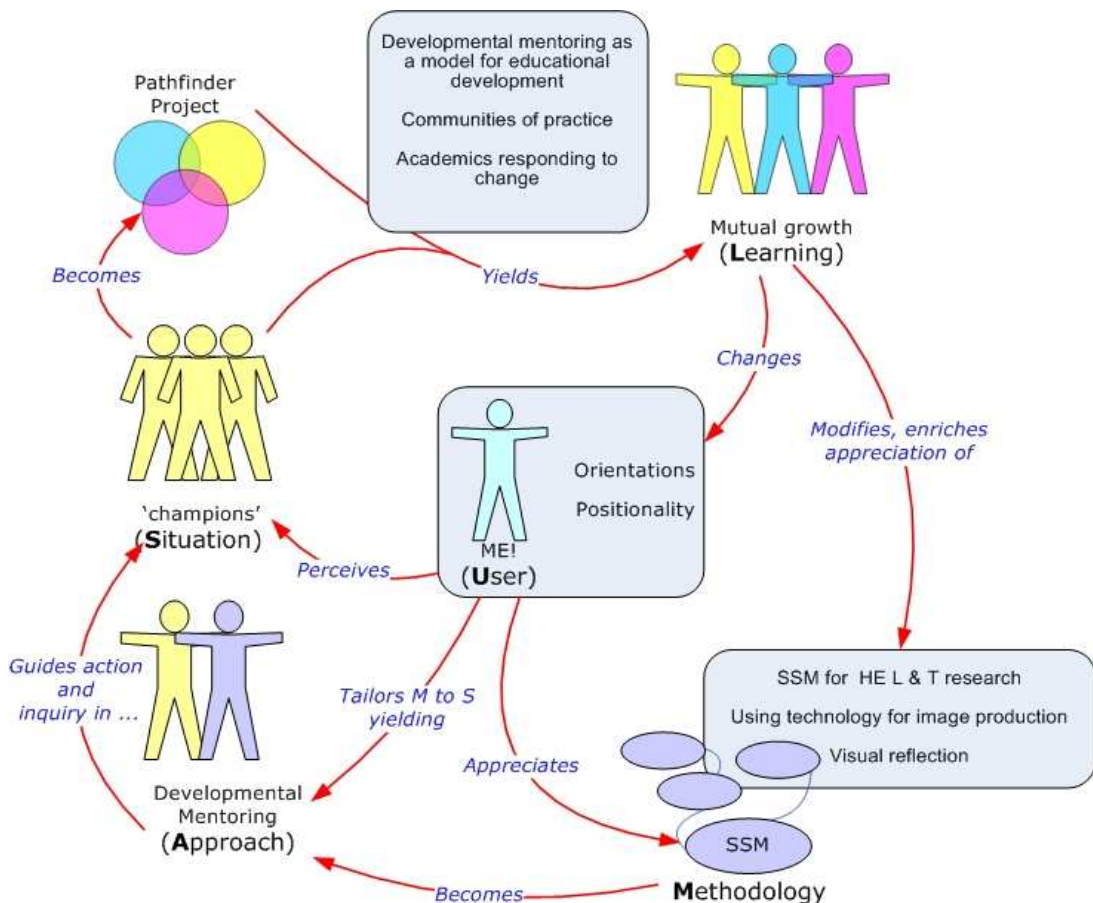 Developmental mentoring as
a model for educational
development
Communities of practice
Academics responding to
change
Pathfinder
Project
Mutual growth
(Learning)
Becomes
Yields
Changes
Modifies, enriches
appreciation of
Orientations
Positionality
ME!
(User)
'champions'
(Situation)
Perceives
Guides action
and
inquiry in ...
Tailors M to S
yielding
Appreciates
Developmental
Mentoring
(Approach)
SSM for HE L & T research
Using technology for image production
Visual reflection
SSM
Methodology
Becomes